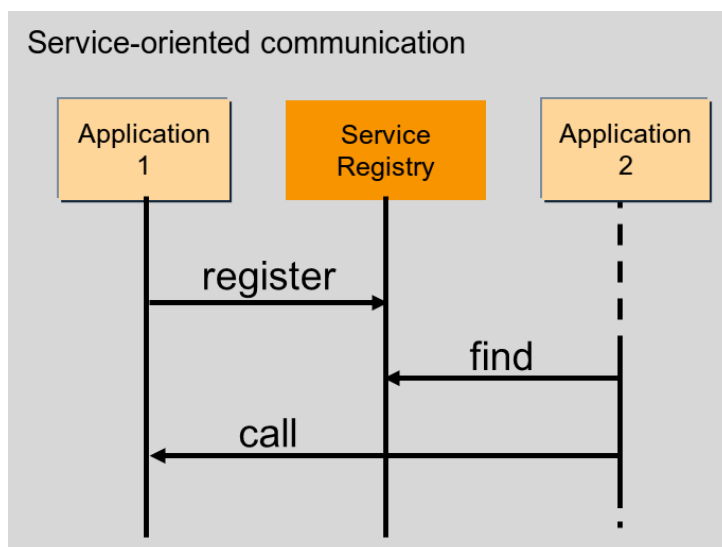 Service-oriented communication
Application
1
Service
Registry
Application
2
register
find
call